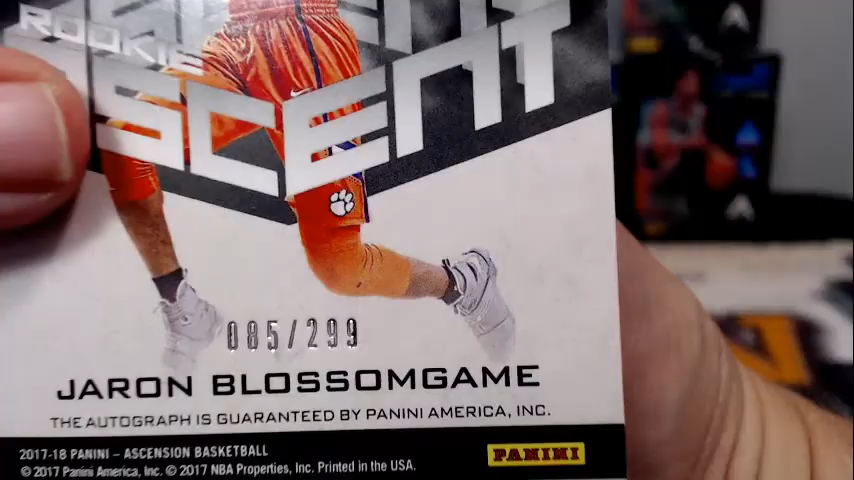 ROOKIE
SCENT
085/299
JARON BLOSSOMGAME
THE AUTOGRAPH IS GUARANTEED BY PANINI AMERICA, INC.
2017-18 PANINI – ASCENSION BASKETBALL
© 2017 Panini America, Inc. © 2017 NBA Properties, Inc. Printed in the USA.
PANINI